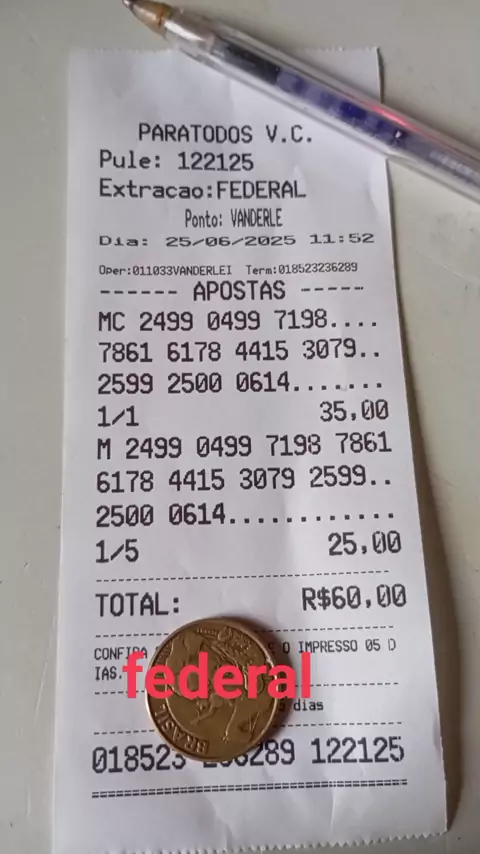 PARATODOS V.C.
Pule: 122125
Extracao:FEDERAL
Ponto: VANDERLE
Dia: 25/06/2025 11:52
Oper:011033VANDERLEI Term:018523236289
------ APOSTAS ------
MC 2499 0499 7198....
7861 6178 4415 3079..
2599 2500 0614.......
1/1 35,00
M 2499 0499 7198 7861
6178 4415 3079 2599..
2500 0614............
1/5 25,00
TOTAL: R$60,00
CONFIRA O IMPRESSO 05 D
IAS.
federal
dias
018523 289 122125
BRASIL